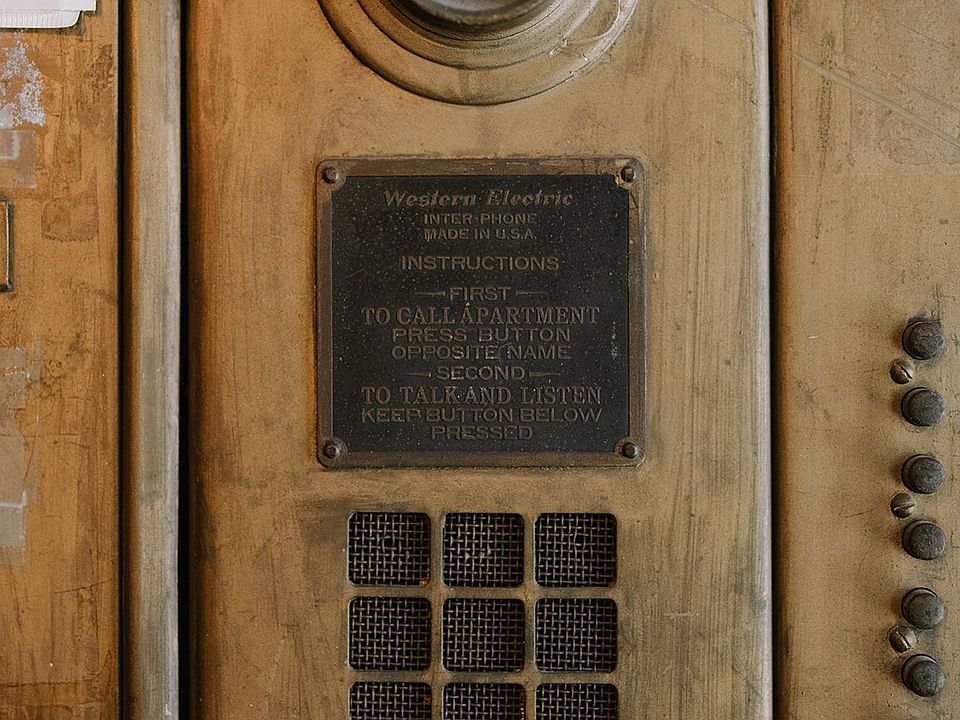 Western Electric
INTER-PHONE
MADE IN U.S.A.
INSTRUCTIONS
FIRST
TO CALL APARTMENT
PRESS BUTTON
OPPOSITE NAME
SECOND
TO TALK AND LISTEN
KEEP BUTTON BELOW
PRESSED